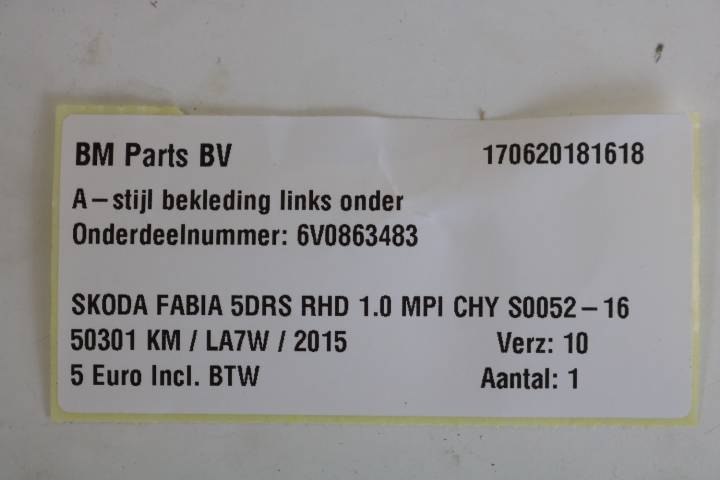 BM Parts BV 170620181618
A-stijl bekleding links onder
Onderdeelnummer: 6V0863483
SKODA FABIA 5DRS RHD 1.0 MPI CHY S0052-16
50301 KM / LA7W / 2015 Verz: 10
5 Euro Incl. BTW Aantal: 1